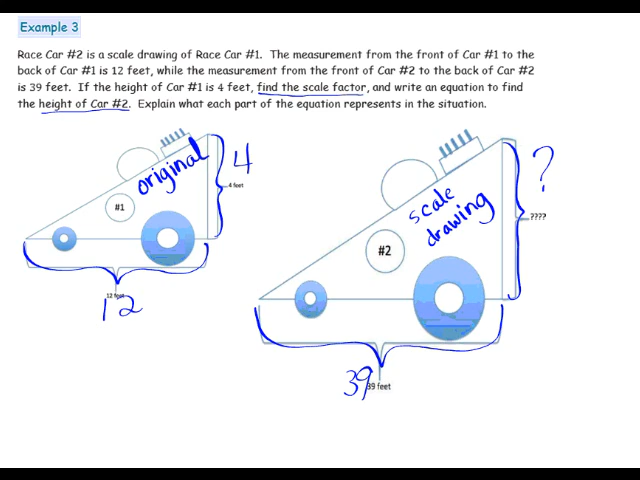 Example 3
Race Car #2 is a scale drawing of Race Car #1. The measurement from the front of Car #1 to the
back of Car #1 is 12 feet, while the measurement from the front of Car #2 to the back of Car #2
is 39 feet. If the height of Car #1 is 4 feet, find the scale factor, and write an equation to find
the height of Car #2. Explain what each part of the equation represents in the situation.
original
4
4 feet
#1
12 feet
12
?
scale
drawing
????
#2
39
39 feet